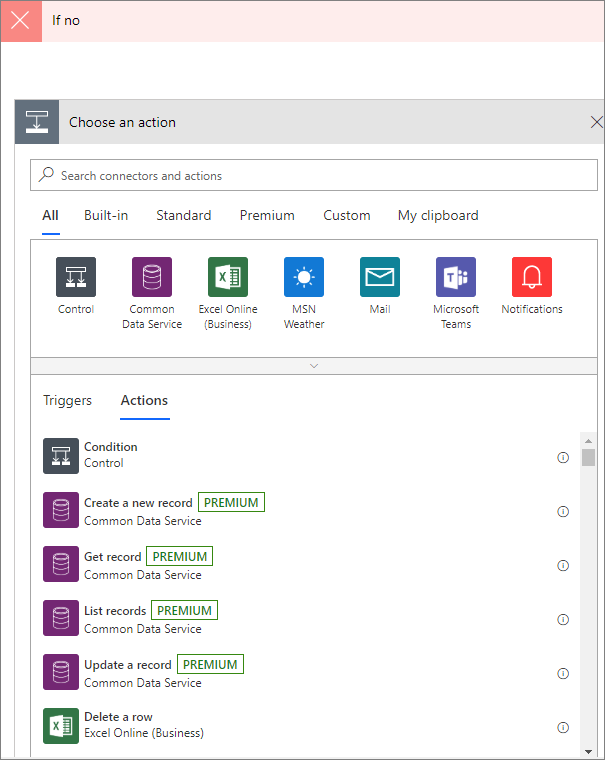 If no
Choose an action
Search connectors and actions
All Built-in Standard Premium Custom My clipboard
Control
Common
Data Service
Excel Online
(Business)
MSN
Weather
Mail
Microsoft
Teams
Notifications
Triggers Actions
Condition
Control
Create a new record PREMIUM
Common Data Service
Get record PREMIUM
Common Data Service
List records PREMIUM
Common Data Service
Update a record PREMIUM
Common Data Service
Delete a row
Excel Online (Business)